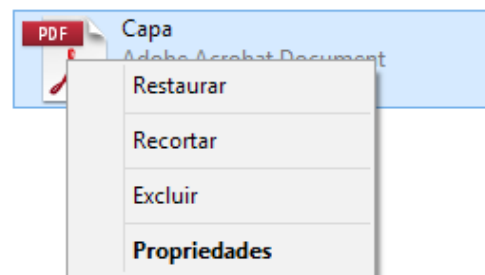 PDF
Capa
Adobe Acrobat Document
Restaurar
Recortar
Excluir
Propriedades